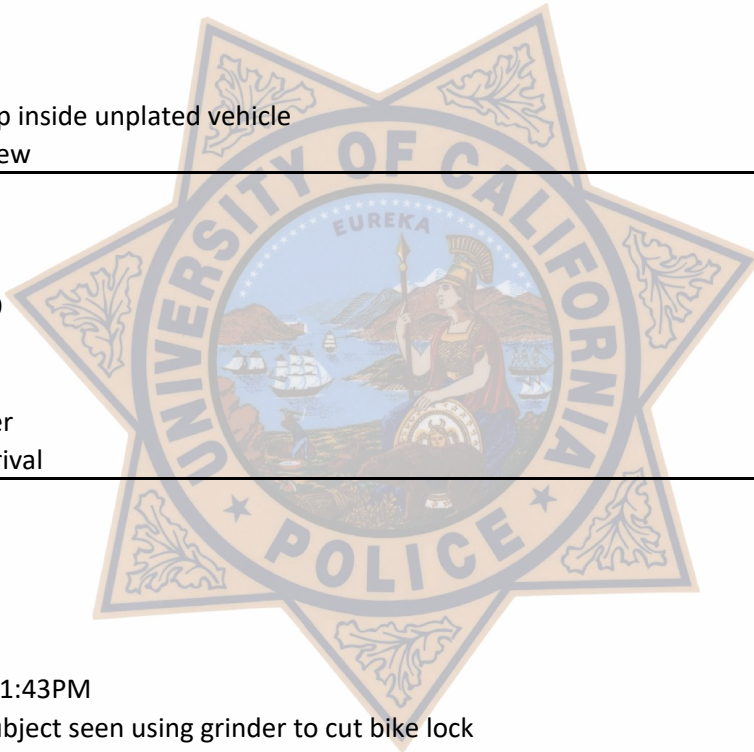 p inside unplated vehicle
ew
)
er
rival
1:43PM
ubject seen using grinder to cut bike lock
UNIVERSITY OF CALIFORNIA
EUREKA
POLICE